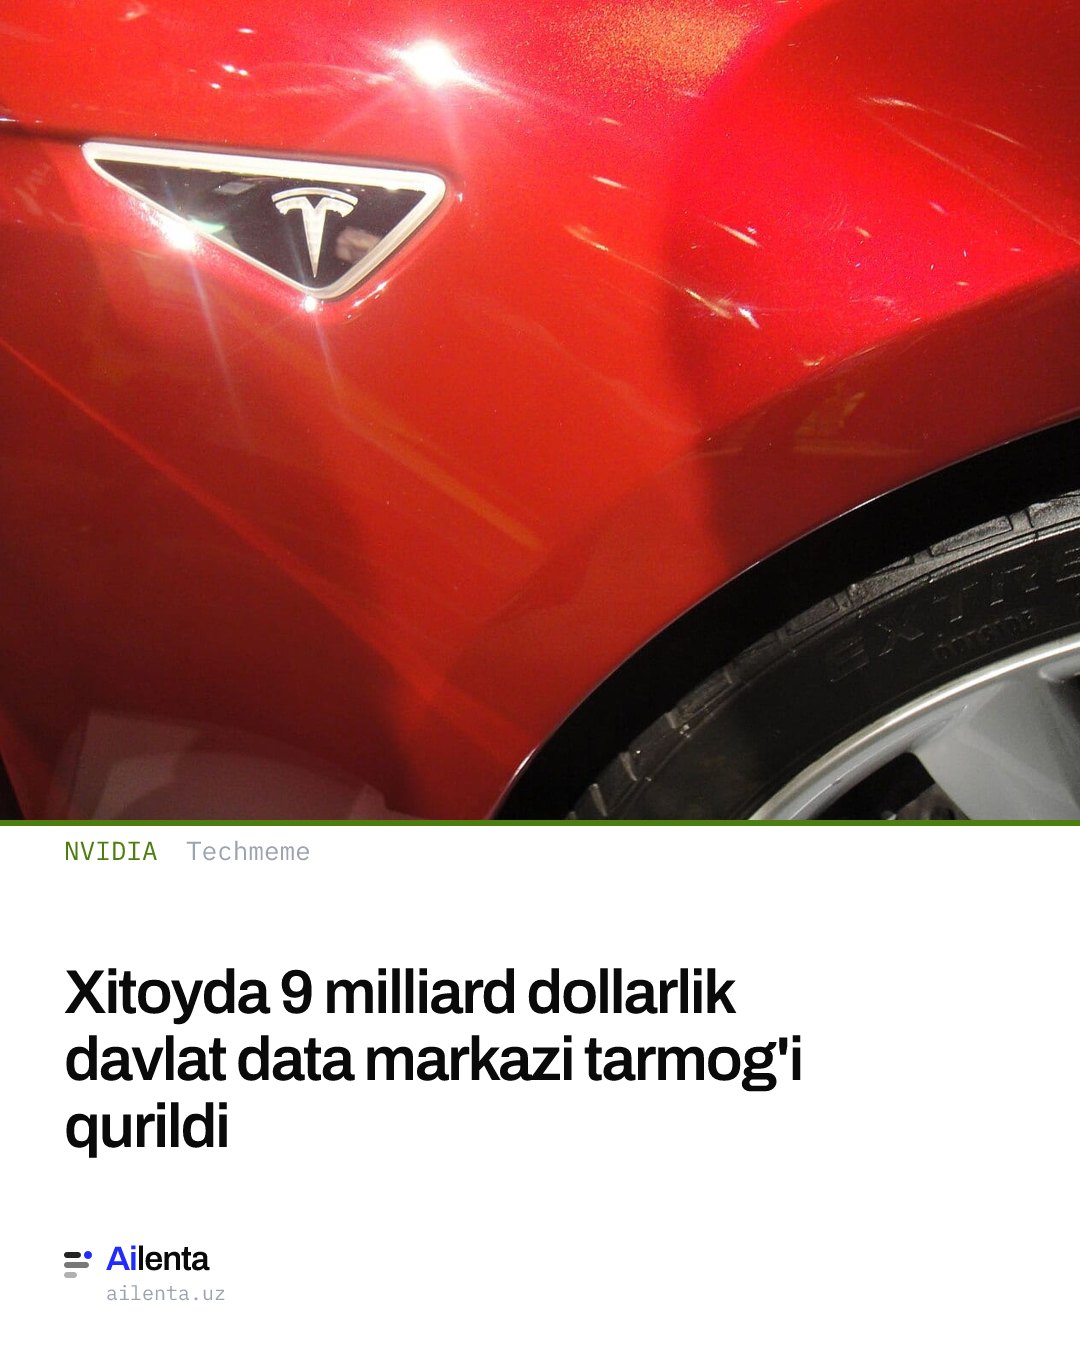 NVIDIA Techmeme
Xitoyda 9 milliard dollarlik
davlat data markazi tarmog'i
qurildi
Ailenta
ailenta.uz